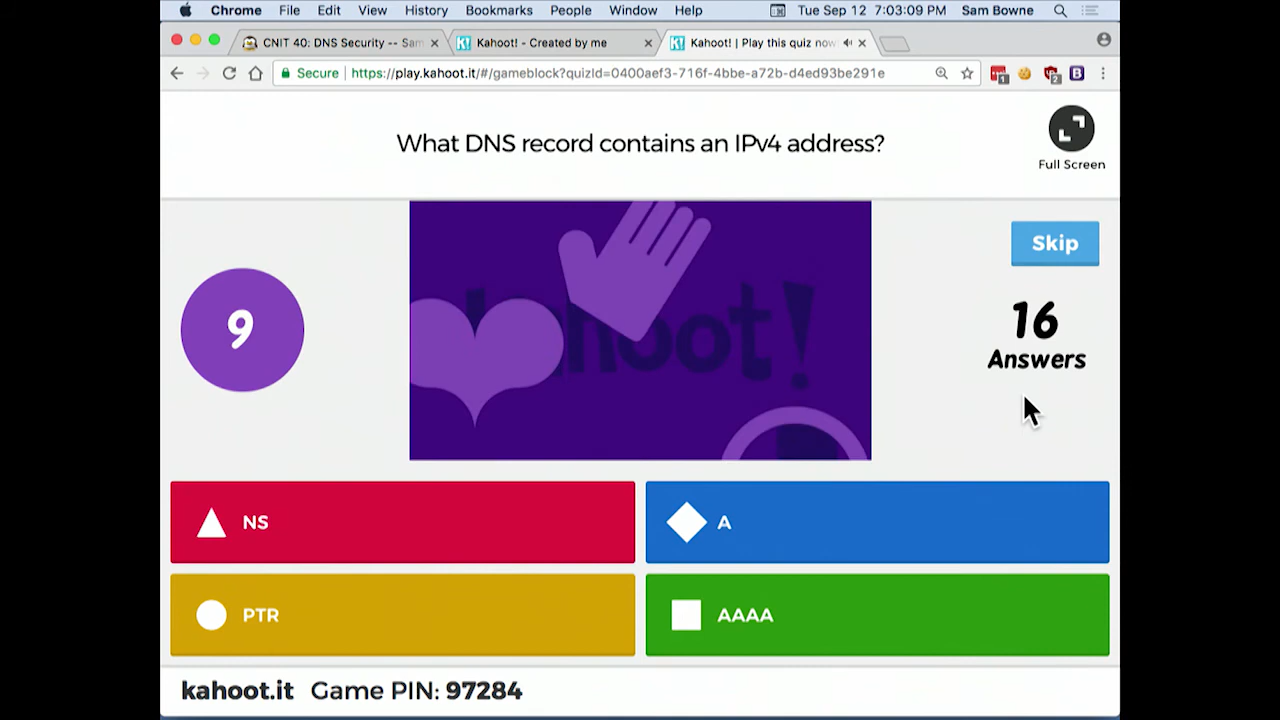 Chrome File Edit View History Bookmarks People Window Help Tue Sep 12 7:03:09 PM Sam Bowne
CNIT 40: DNS Security -- Sam Kahoot! - Created by me Kahoot! | Play this quiz now
Secure https://play.kahoot.it/#/gameblock?quizId=0400aef3-716f-4bbe-a72b-d4ed93be291e
What DNS record contains an IPv4 address?
Full Screen
Skip
9
kahoot!
16
Answers
NS
A
PTR
AAAA
kahoot.it Game PIN: 97284